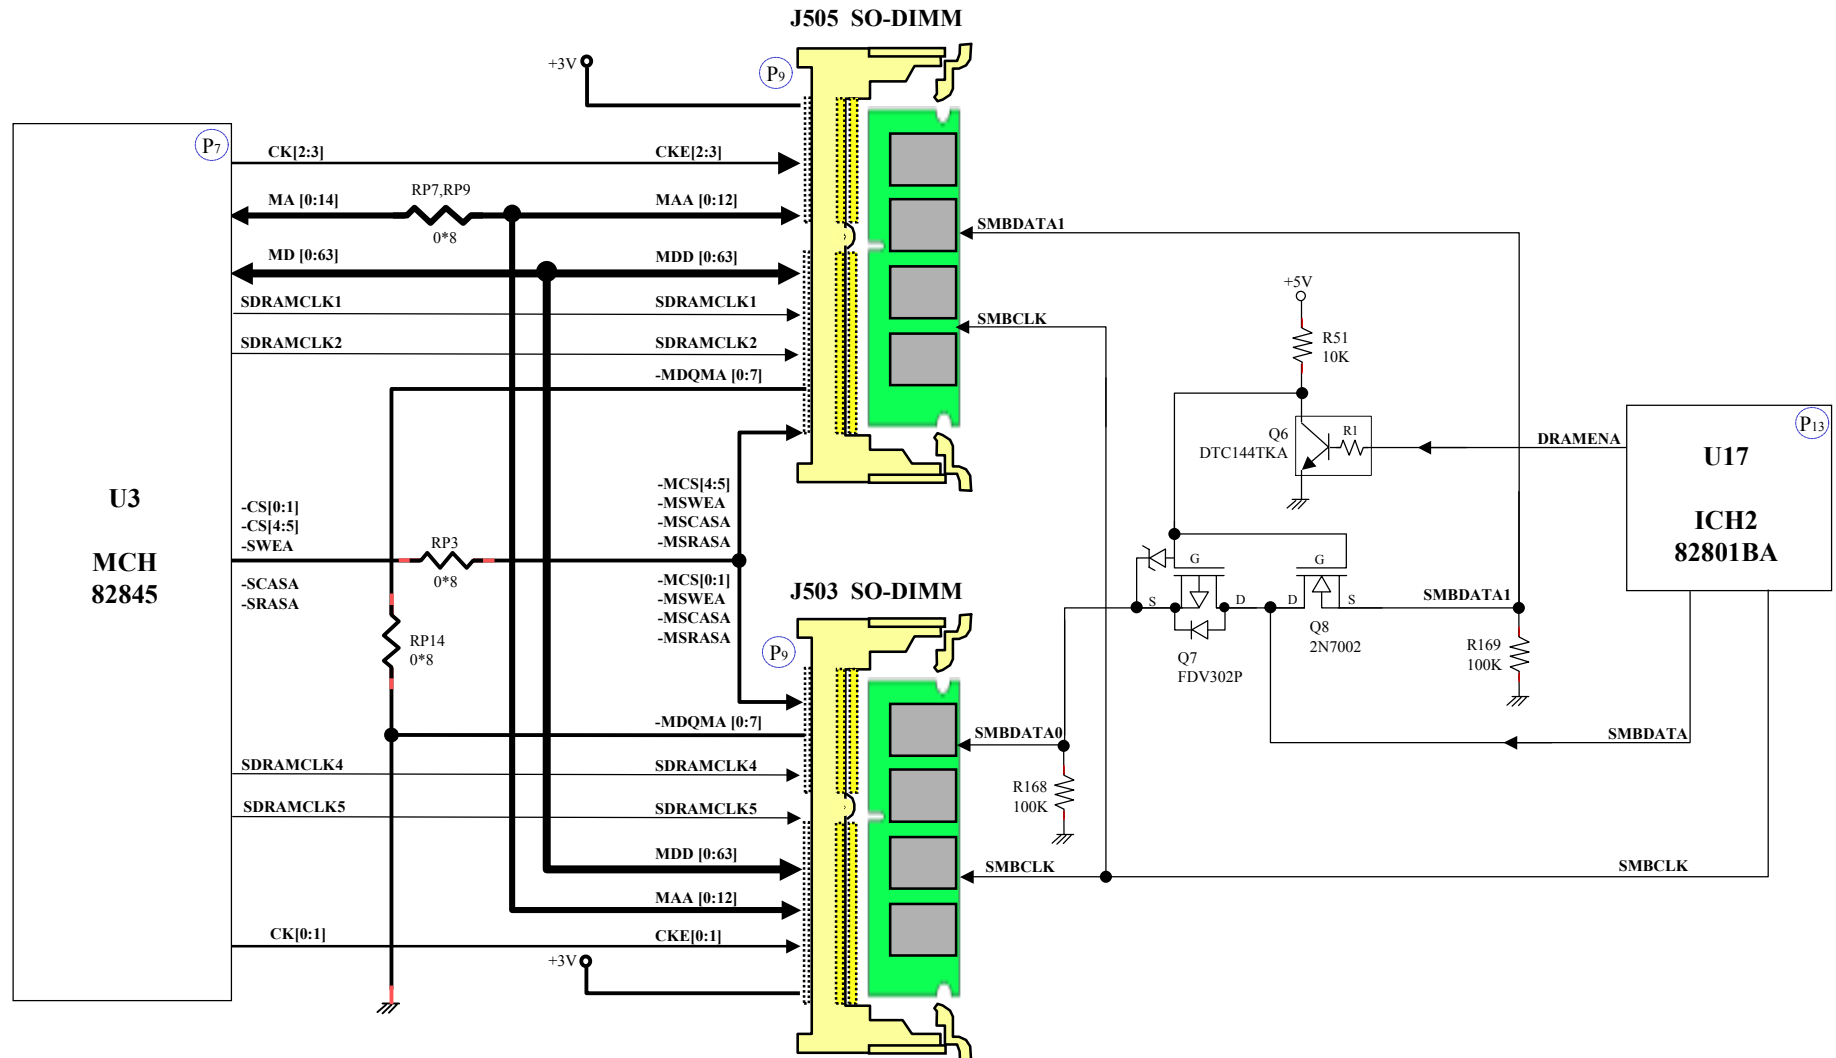 J505 SO-DIMM
+3V
P9
P7
CK[2:3]
CKE[2:3]
RP7,RP9
MA [0:14]
MAA [0:12]
0*8
MD [0:63]
MDD [0:63]
SDRAMCLK1
SDRAMCLK1
SDRAMCLK2
SDRAMCLK2
-MDQMA [0:7]
SMBDATA1
SMBCLK
+5V
R51
10K
Q6
DTC144TKA
R1
DRAMENA
P13
U17
ICH2
82801BA
U3
MCH
82845
-CS[0:1]
-CS[4:5]
-SWEA
-SCASA
-SRASA
RP3
0*8
-MCS[4:5]
-MSWEA
-MSCASA
-MSRASA
-MCS[0:1]
-MSWEA
-MSCASA
-MSRASA
RP14
0*8
J503 SO-DIMM
P9
G
G
S
D
D
S
SMBDATA1
Q7
FDV302P
Q8
2N7002
R169
100K
-MDQMA [0:7]
SMBDATA0
SMBDATA
R168
100K
SDRAMCLK4
SDRAMCLK4
SDRAMCLK5
SDRAMCLK5
MDD [0:63]
SMBCLK
SMBCLK
MAA [0:12]
CK[0:1]
CKE[0:1]
+3V